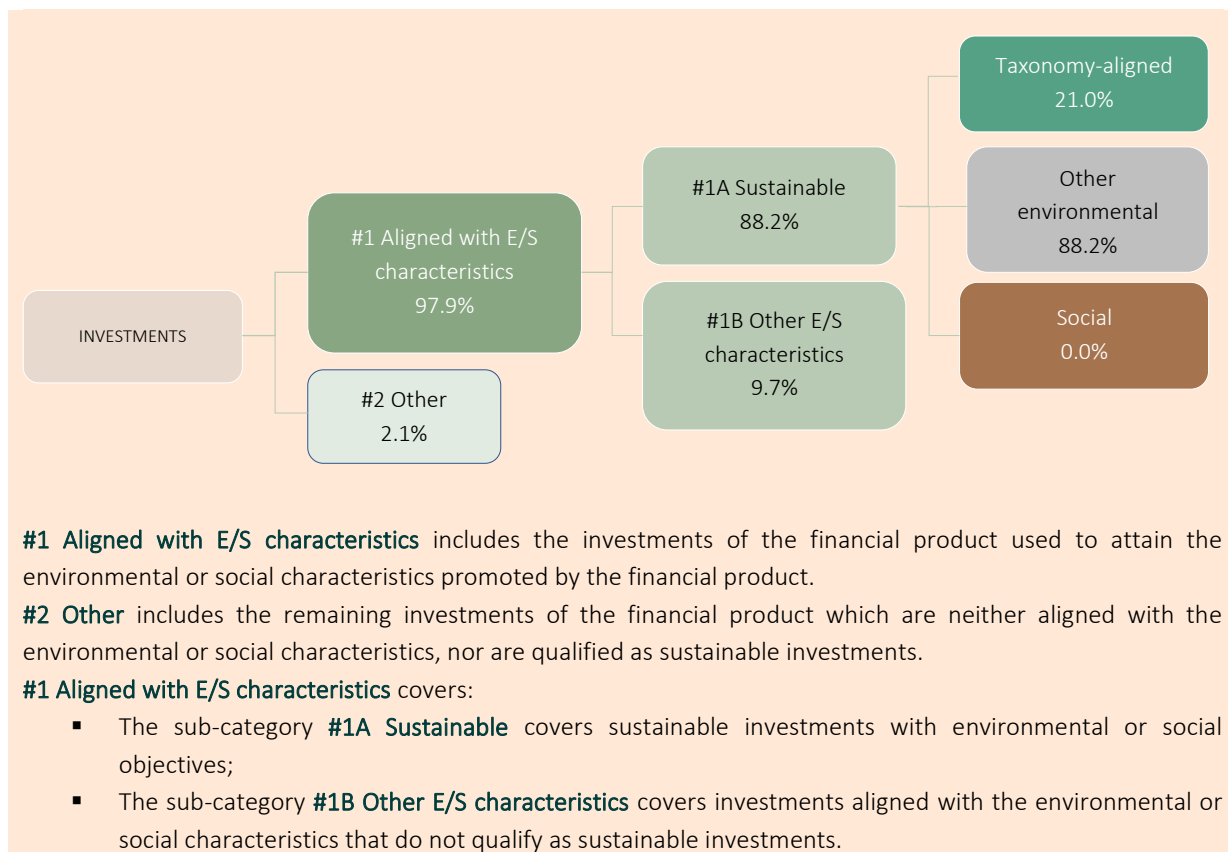 INVESTMENTS
#1 Aligned with E/S
characteristics
97.9%
#2 Other
2.1%
#1A Sustainable
88.2%
#1B Other E/S
characteristics
9.7%
Taxonomy-aligned
21.0%
Other
environmental
88.2%
Social
0.0%
#1 Aligned with E/S characteristics includes the investments of the financial product used to attain the
environmental or social characteristics promoted by the financial product.
#2 Other includes the remaining investments of the financial product which are neither aligned with the
environmental or social characteristics, nor are qualified as sustainable investments.
#1 Aligned with E/S characteristics covers:
▪ The sub-category #1A Sustainable covers sustainable investments with environmental or social
objectives;
▪ The sub-category #1B Other E/S characteristics covers investments aligned with the environmental or
social characteristics that do not qualify as sustainable investments.